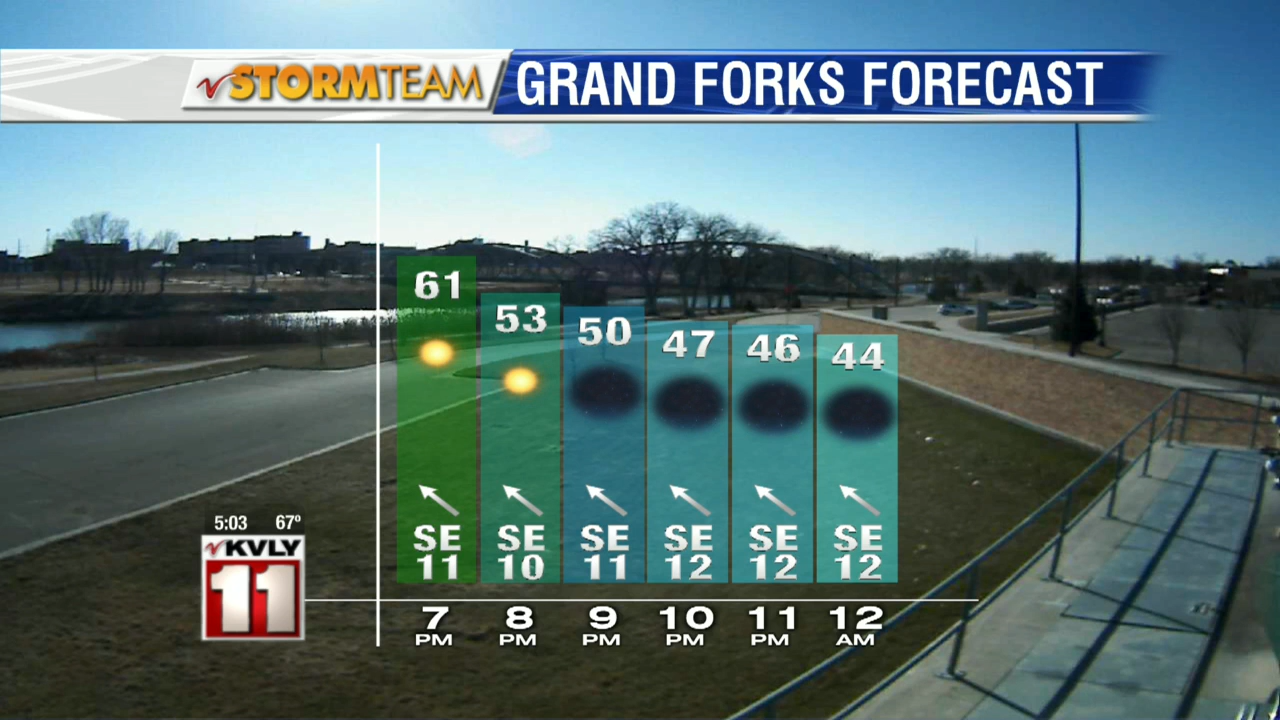 STORMTEAM GRAND FORKS FORECAST
61 53 50 47 46 44
SE SE SE SE SE SE
11 10 11 12 12 12
5:03 67º
KVLY
11
7 8 9 10 11 12
PM PM PM PM PM AM